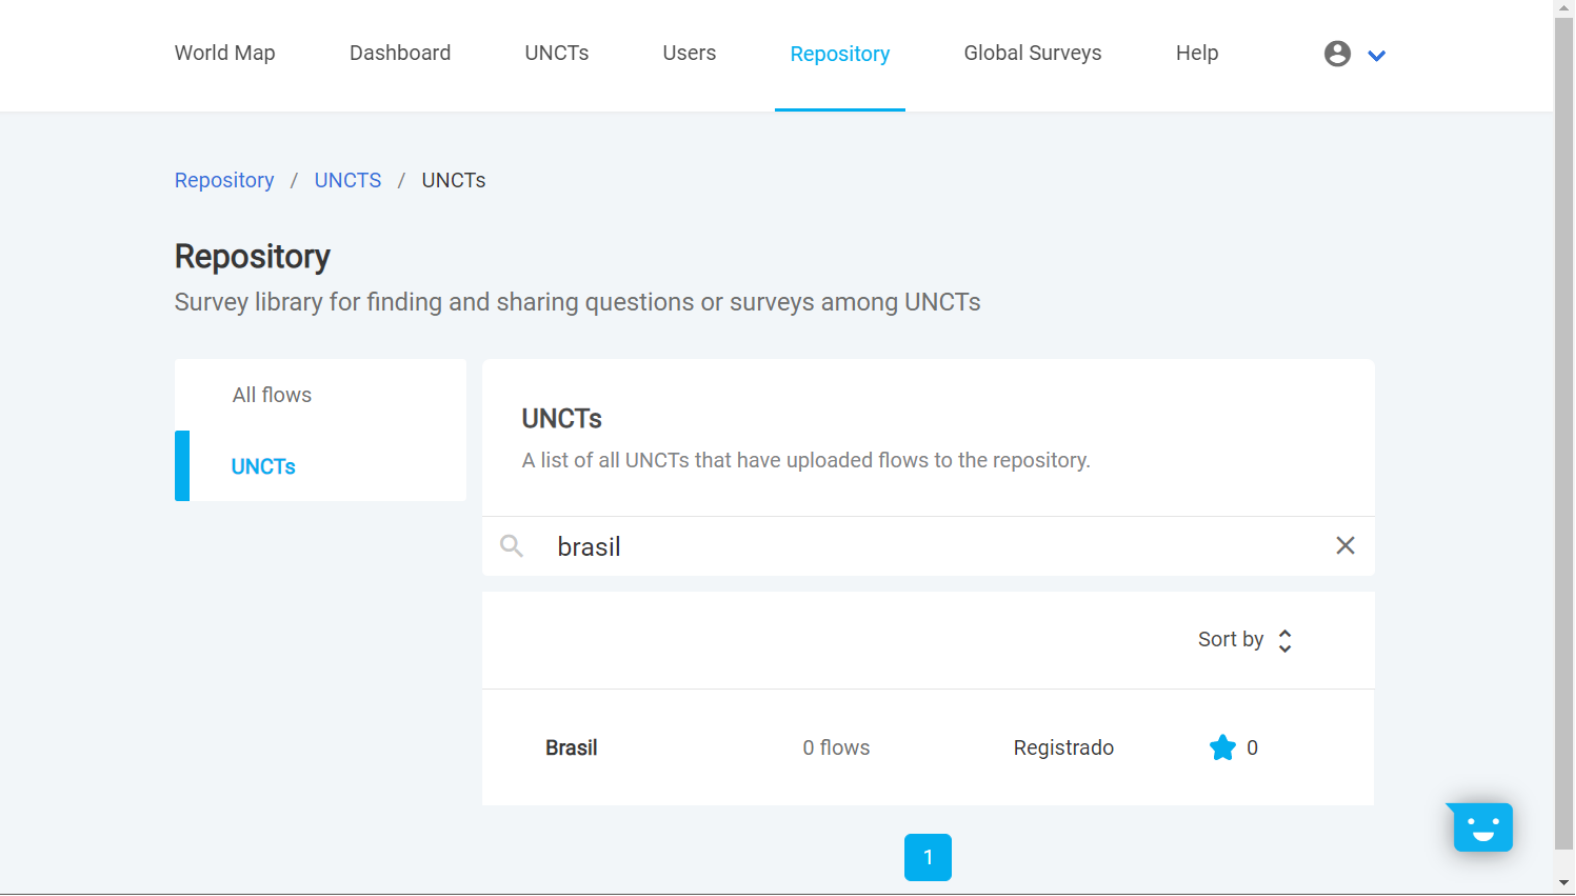 World Map Dashboard UNCTs Users Repository Global Surveys Help
Repository / UNCTS / UNCTs
Repository
Survey library for finding and sharing questions or surveys among UNCTs
All flows
UNCTs
UNCTs
A list of all UNCTs that have uploaded flows to the repository.
brasil
Sort by
Brasil 0 flows Registrado 0
1